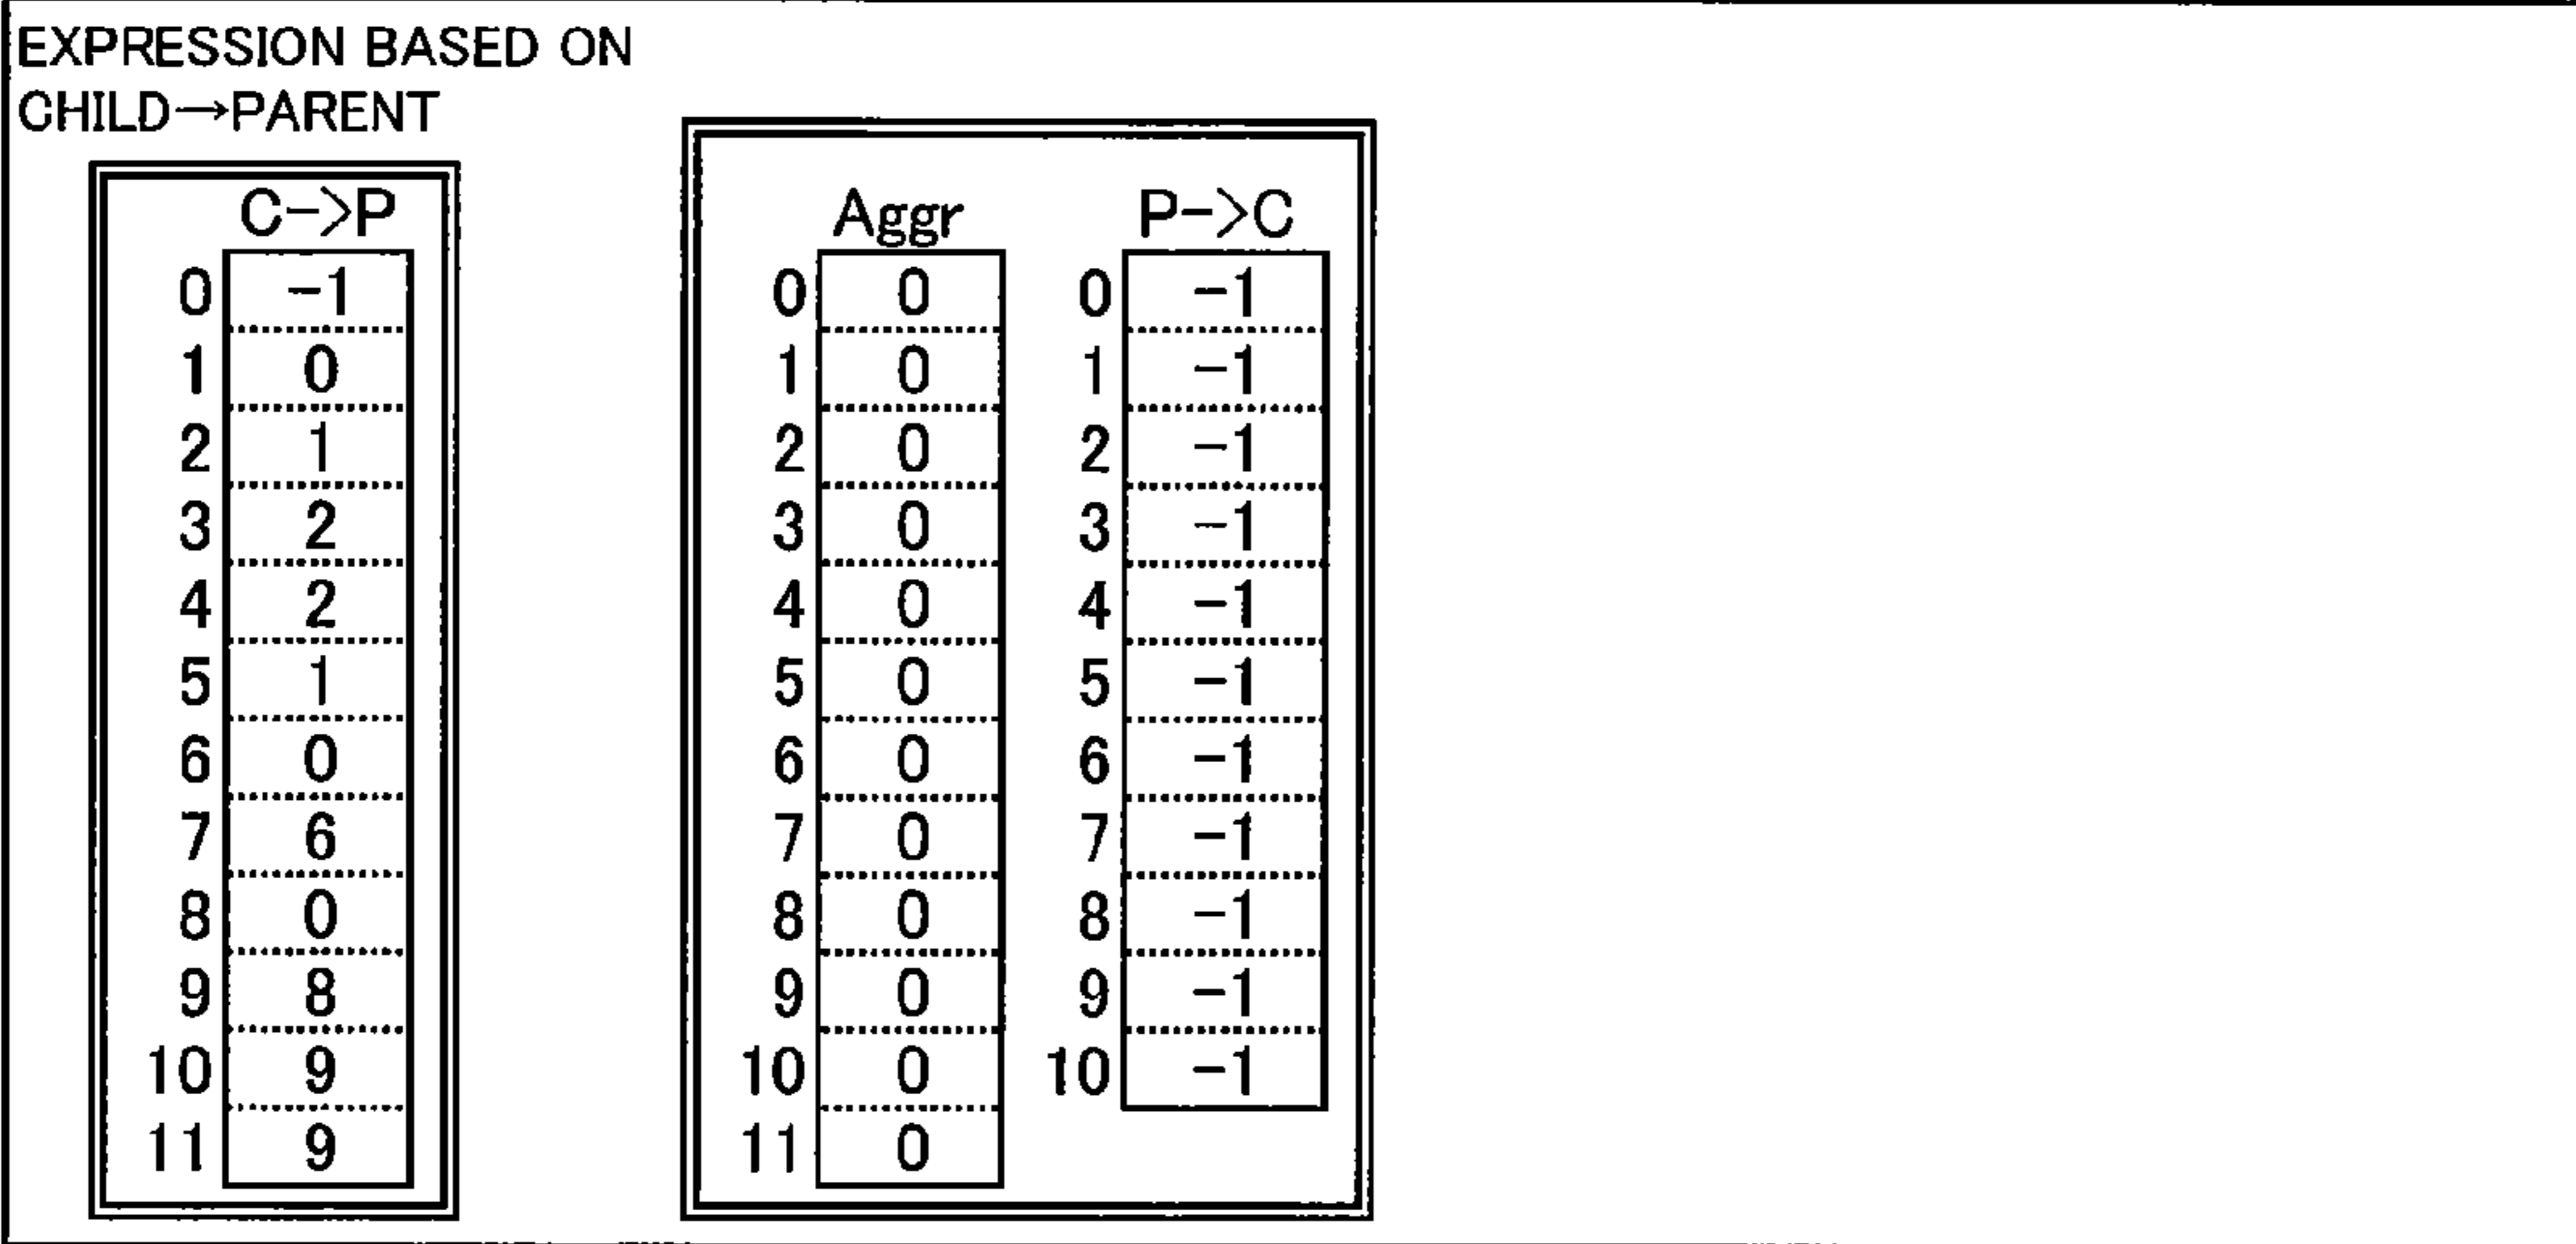 EXPRESSION BASED ON
CHILD→PARENT
C->P
0 -1
1 0
2 1
3 2
4 2
5 1
6 0
7 6
8 0
9 8
10 9
11 9
Aggr P->C
0 0 0 -1
1 0 1 -1
2 0 2 -1
3 0 3 -1
4 0 4 -1
5 0 5 -1
6 0 6 -1
7 0 7 -1
8 0 8 -1
9 0 9 -1
10 0 10 -1
11 0